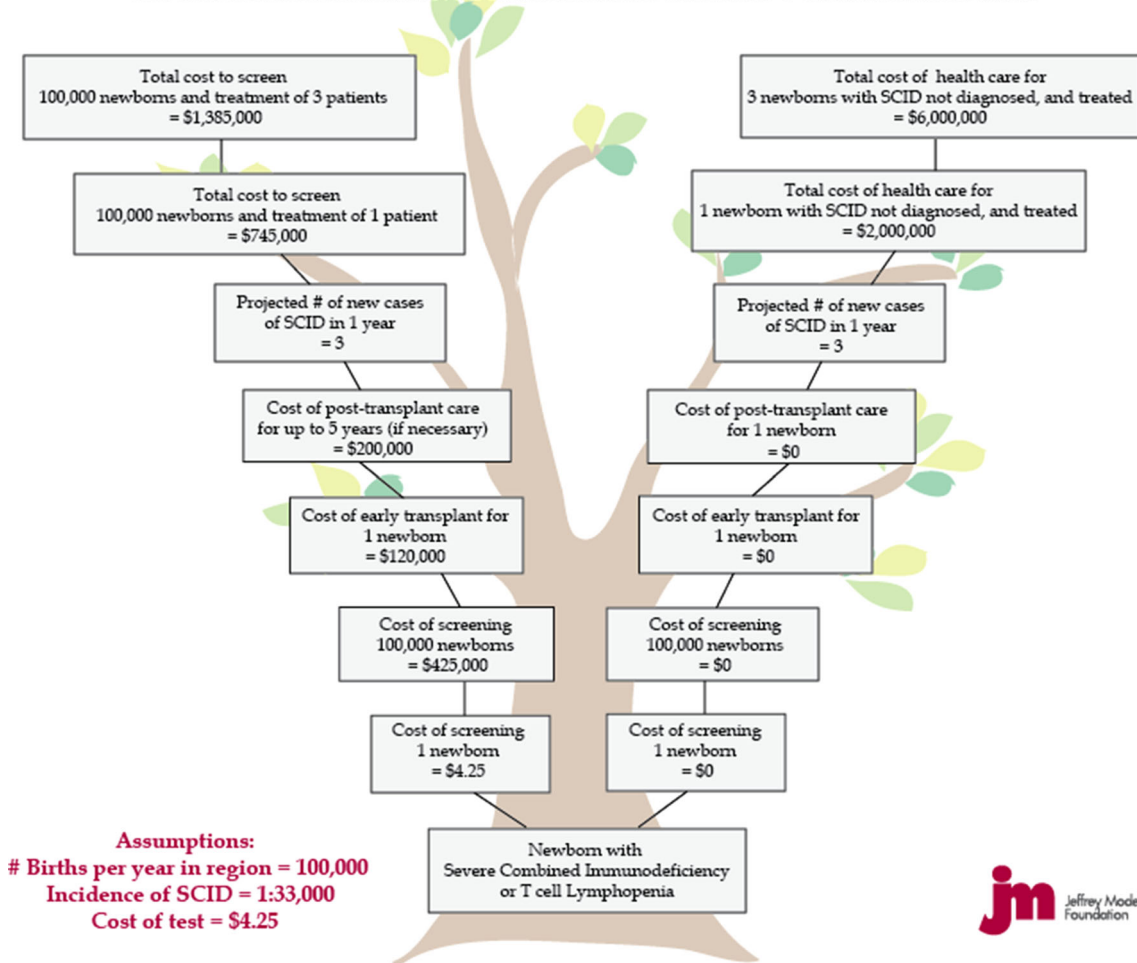 Total cost to screen
100,000 newborns and treatment of 3 patients
= $1,385,000
Total cost of health care for
3 newborns with SCID not diagnosed, and treated
= $6,000,000
Total cost to screen
100,000 newborns and treatment of 1 patient
= $745,000
Total cost of health care for
1 newborn with SCID not diagnosed, and treated
= $2,000,000
Projected # of new cases
of SCID in 1 year
= 3
Projected # of new cases
of SCID in 1 year
= 3
Cost of post-transplant care
for up to 5 years (if necessary)
= $200,000
Cost of post-transplant care
for 1 newborn
= $0
Cost of early transplant for
1 newborn
= $120,000
Cost of early transplant for
1 newborn
= $0
Cost of screening
100,000 newborns
= $425,000
Cost of screening
100,000 newborns
= $0
Cost of screening
1 newborn
= $4.25
Cost of screening
1 newborn
= $0
Newborn with
Severe Combined Immunodeficiency
or T cell Lymphopenia
Assumptions:
# Births per year in region = 100,000
Incidence of SCID = 1:33,000
Cost of test = $4.25
jm
Jeffrey Mode
Foundation